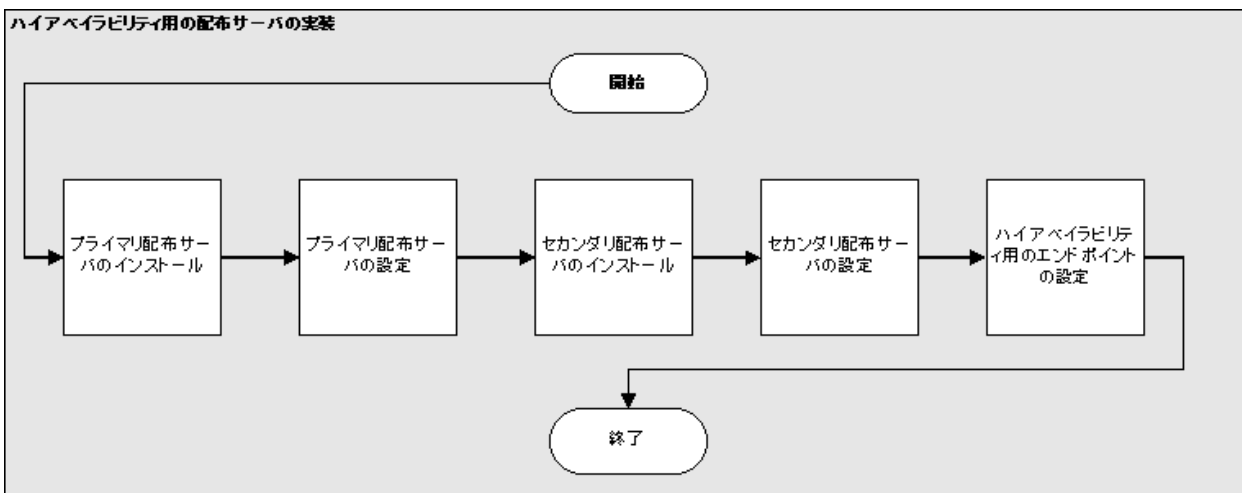 ハイアベイラビリティ用の配布サーバの実装
開始
プライマリ配布サー
バのインストール
プライマリ配布サー
バの設定
セカンダリ配布サー
バのインストール
セカンダリ配布サー
バの設定
ハイアベイラビリテ
ィ用のエンドポイント
の設定
終了